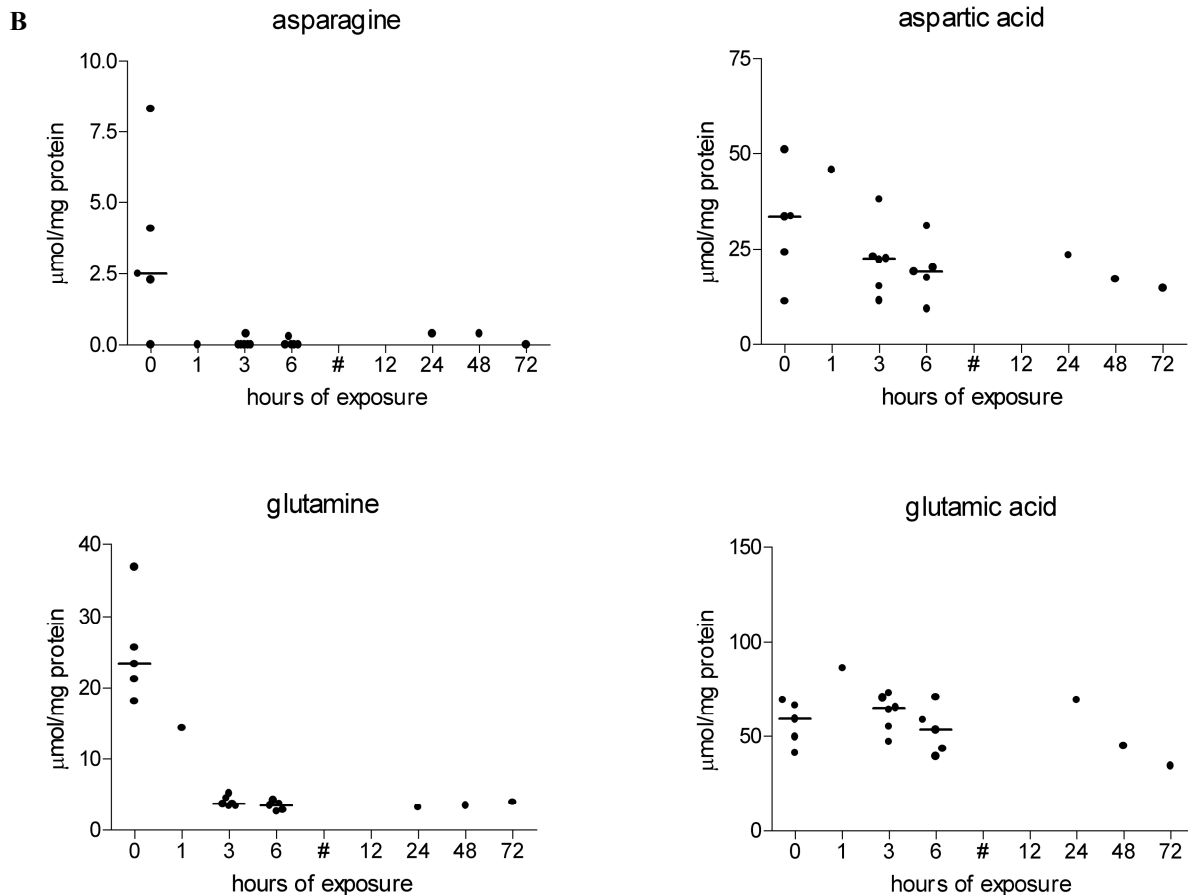 B
asparagine
10.0
7.5
5.0
2.5
0.0
μmol/mg protein
0 1 3 6 # 12 24 48 72
hours of exposure
aspartic acid
75
50
25
0
μmol/mg protein
0 1 3 6 # 12 24 48 72
hours of exposure
glutamine
40
30
20
10
0
μmol/mg protein
0 1 3 6 # 12 24 48 72
hours of exposure
glutamic acid
150
100
50
0
μmol/mg protein
0 1 3 6 # 12 24 48 72
hours of exposure